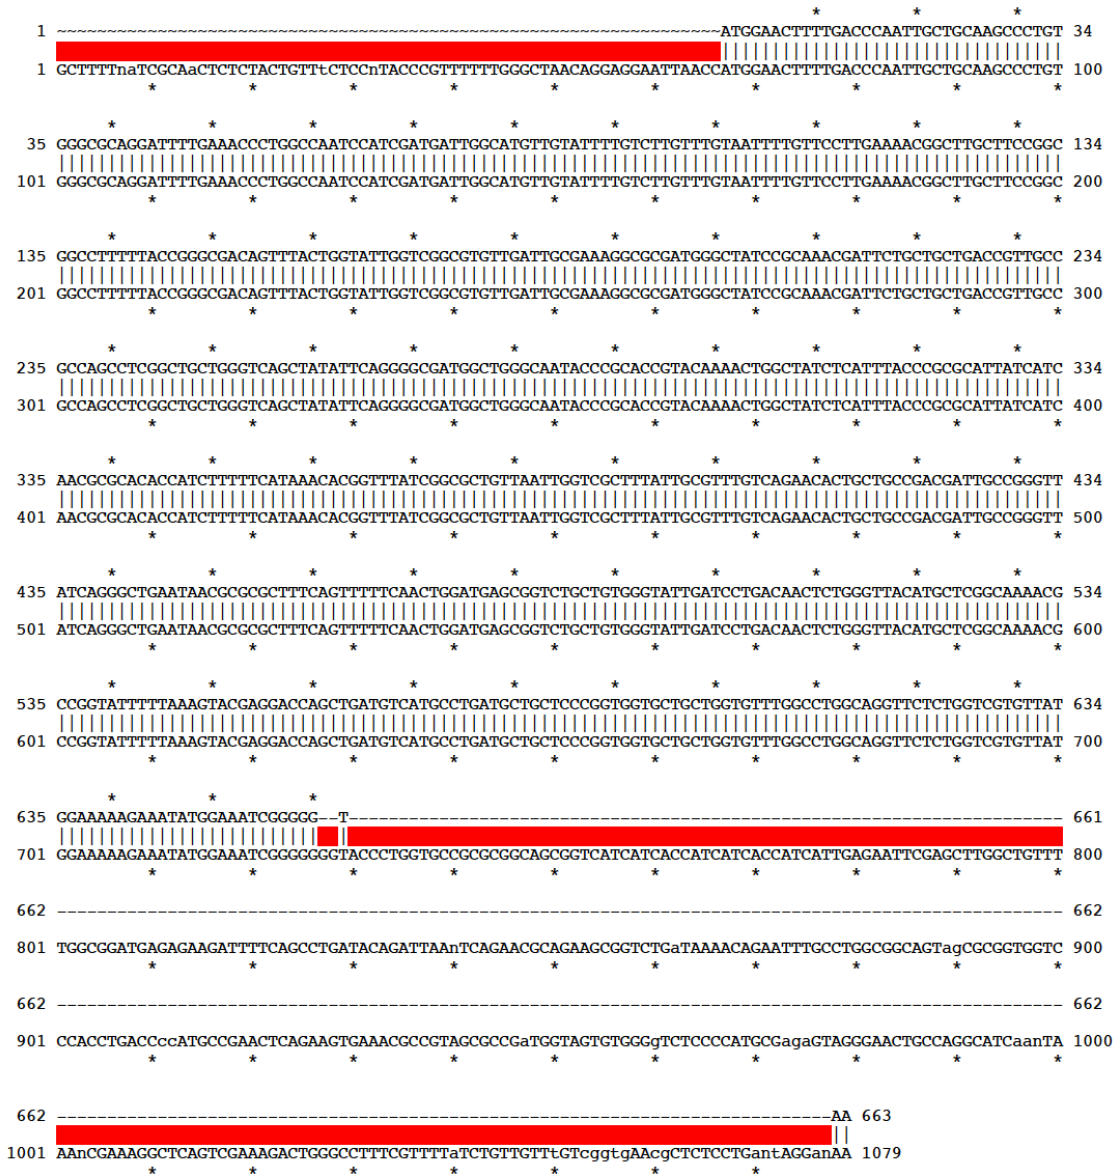 1 ~~~~~~~~~~~~~~~~~~~~~~~~~~~~~~~~~~~~~~~~~~~~~~~~~~~~~~~~~~~~~~~~~~ATGGAACTTTTGACCCAATTGCTGCAAGCCCTGT 34
1 GCTTTTnaTCGCAaCTCTCTACTGTTtCTCCnTACCCGTTTTTTTGGGCTAACAGGAGGAATTAACCATGGAACTTTTGACCCAATTGCTGCAAGCCCTGT 100
35 GGGCGCAGGATTTTGAAACCCTGGCCAATCCATCGATGATTGGCATGTTGTATTTTGTCTTGTTTGTAATTTTGTTCCTTGAAAACGGCTTGCTTCCGGC 134
101 GGGCGCAGGATTTTGAAACCCTGGCCAATCCATCGATGATTGGCATGTTGTATTTTGTCTTGTTTGTAATTTTGTTCCTTGAAAACGGCTTGCTTCCGGC 200
135 GGCCTTTTTACCGGGCGACAGTTTACTGGTATTGGTCGGCGTGTTGATTGCGAAAGGCGCGATGGGCTATCCGCAAACGATTCTGCTGCTGACCGTTGCC 234
201 GGCCTTTTTACCGGGCGACAGTTTACTGGTATTGGTCGGCGTGTTGATTGCGAAAGGCGCGATGGGCTATCCGCAAACGATTCTGCTGCTGACCGTTGCC 300
235 GCCAGCCTCGGCTGCTGGGTCAGCTATATTCAGGGGCGATGGCTGGGCAATACCCGCACCGTACAAAACTGGCTATCTCATTTACCCGCGCATTATCATC 334
301 GCCAGCCTCGGCTGCTGGGTCAGCTATATTCAGGGGCGATGGCTGGGCAATACCCGCACCGTACAAAACTGGCTATCTCATTTACCCGCGCATTATCATC 400
335 AACGCGCACACCATCTTTTTCATAAACACGGTTTATCGGCGCTGTTAATTGGTCGCTTTATTGCGTTTGTCAGAACACTGCTGCCGACGATTGCCGGGTT 434
401 AACGCGCACACCATCTTTTTCATAAACACGGTTTATCGGCGCTGTTAATTGGTCGCTTTATTGCGTTTGTCAGAACACTGCTGCCGACGATTGCCGGGTT 500
435 ATCAGGGCTGAATAACGCGCGCTTTCAGTTTTTCAACTGGATGAGCGGTCTGCTGTGGGTATTGATCCTGACAACTCTGGGTTACATGCTCGGCAAAACG 534
501 ATCAGGGCTGAATAACGCGCGCTTTCAGTTTTTCAACTGGATGAGCGGTCTGCTGTGGGTATTGATCCTGACAACTCTGGGTTACATGCTCGGCAAAACG 600
535 CCGGTATTTTTAAAGTACGAGGACCAGCTGATGTCATGCCTGATGCTGCTCCCGGTGGTGCTGCTGGTGTTTGGCCTGGCAGGTTCTCTGGTCGTGTTAT 634
601 CCGGTATTTTTAAAGTACGAGGACCAGCTGATGTCATGCCTGATGCTGCTCCCGGTGGTGCTGCTGGTGTTTGGCCTGGCAGGTTCTCTGGTCGTGTTAT 700
635 GGAAAAAGAAATATGGAAATCGGGGG--T----------------------------------------------------------------------- 661
701 GGAAAAAGAAATATGGAAATCGGGGGGGTACCCTGGTGCCGCGCGGCAGCGGTCATCATCACCATCATCACCATCATTGAGAATTCGAGCTTGGCTGTTT 800
662 ---------------------------------------------------------------------------------------------------- 662
801 TGGCGGATGAGAGAAGATTTTCAGCCTGATACAGATTAAnTCAGAACGCAGAAGCGGTCTGaTAAAACAGAATTTGCCTGGCGGCAGTagCGCGGTGGTC 900
662 ---------------------------------------------------------------------------------------------------- 662
901 CCACCTGACCccATGCCGAACTCAGAAGTGAAACGCCGTAGCGCCGaTGGTAGTGTGGGgTCTCCCCATGCGagaGTAGGGAACTGCCAGGCATCaanTA 1000
662 -----------------------------------------------------------------------------AA 663
1001 AAnCGAAAGGCTCAGTCGAAAGACTGGGCCTTTCGTTTTaTCTGTTGTTtGTCggtgAACgCTCTCCTGantAGGanAA 1079